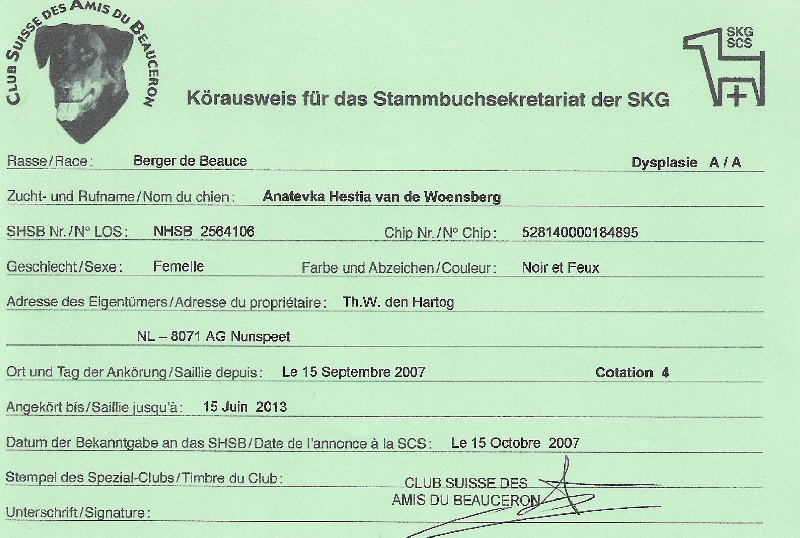 CLUB SUISSE DES AMIS DU BEAUCERON
SKG
SCS
Körausweis für das Stammbuchsekretariat der SKG
Rasse/Race: Berger de Beauce Dysplasie A / A
Zucht- und Rufname/Nom du chien: Anatevka Hestia van de Woensberg
SHSB Nr./N° LOS: NHSB 2564106 Chip Nr./N° Chip: 528140000184895
Geschlecht/Sexe: Femelle Farbe und Abzeichen/Couleur: Noir et Feux
Adresse des Eigentümers/Adresse du propriétaire: Th.W. den Hartog
NL – 8071 AG Nunspeet
Ort und Tag der Ankörung/Saillie depuis: Le 15 Septembre 2007 Cotation 4
Angekört bis/Saillie jusqu'à: 15 Juin 2013
Datum der Bekanntgabe an das SHSB/Date de l'annonce à la SCS: Le 15 Octobre 2007
Stempel des Spezial-Clubs/Timbre du Club: CLUB SUISSE DES
AMIS DU BEAUCERON
Unterschrift/Signature: